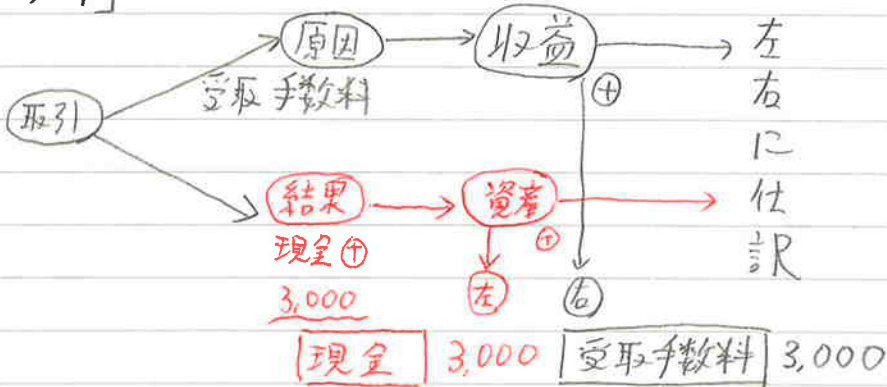 原因 収益 左右に仕訳
受取手数料 ⊕
取引
結果 資産
現金⊕ ⊕
3,000 左 右
現金 3,000 受取手数料 3,000